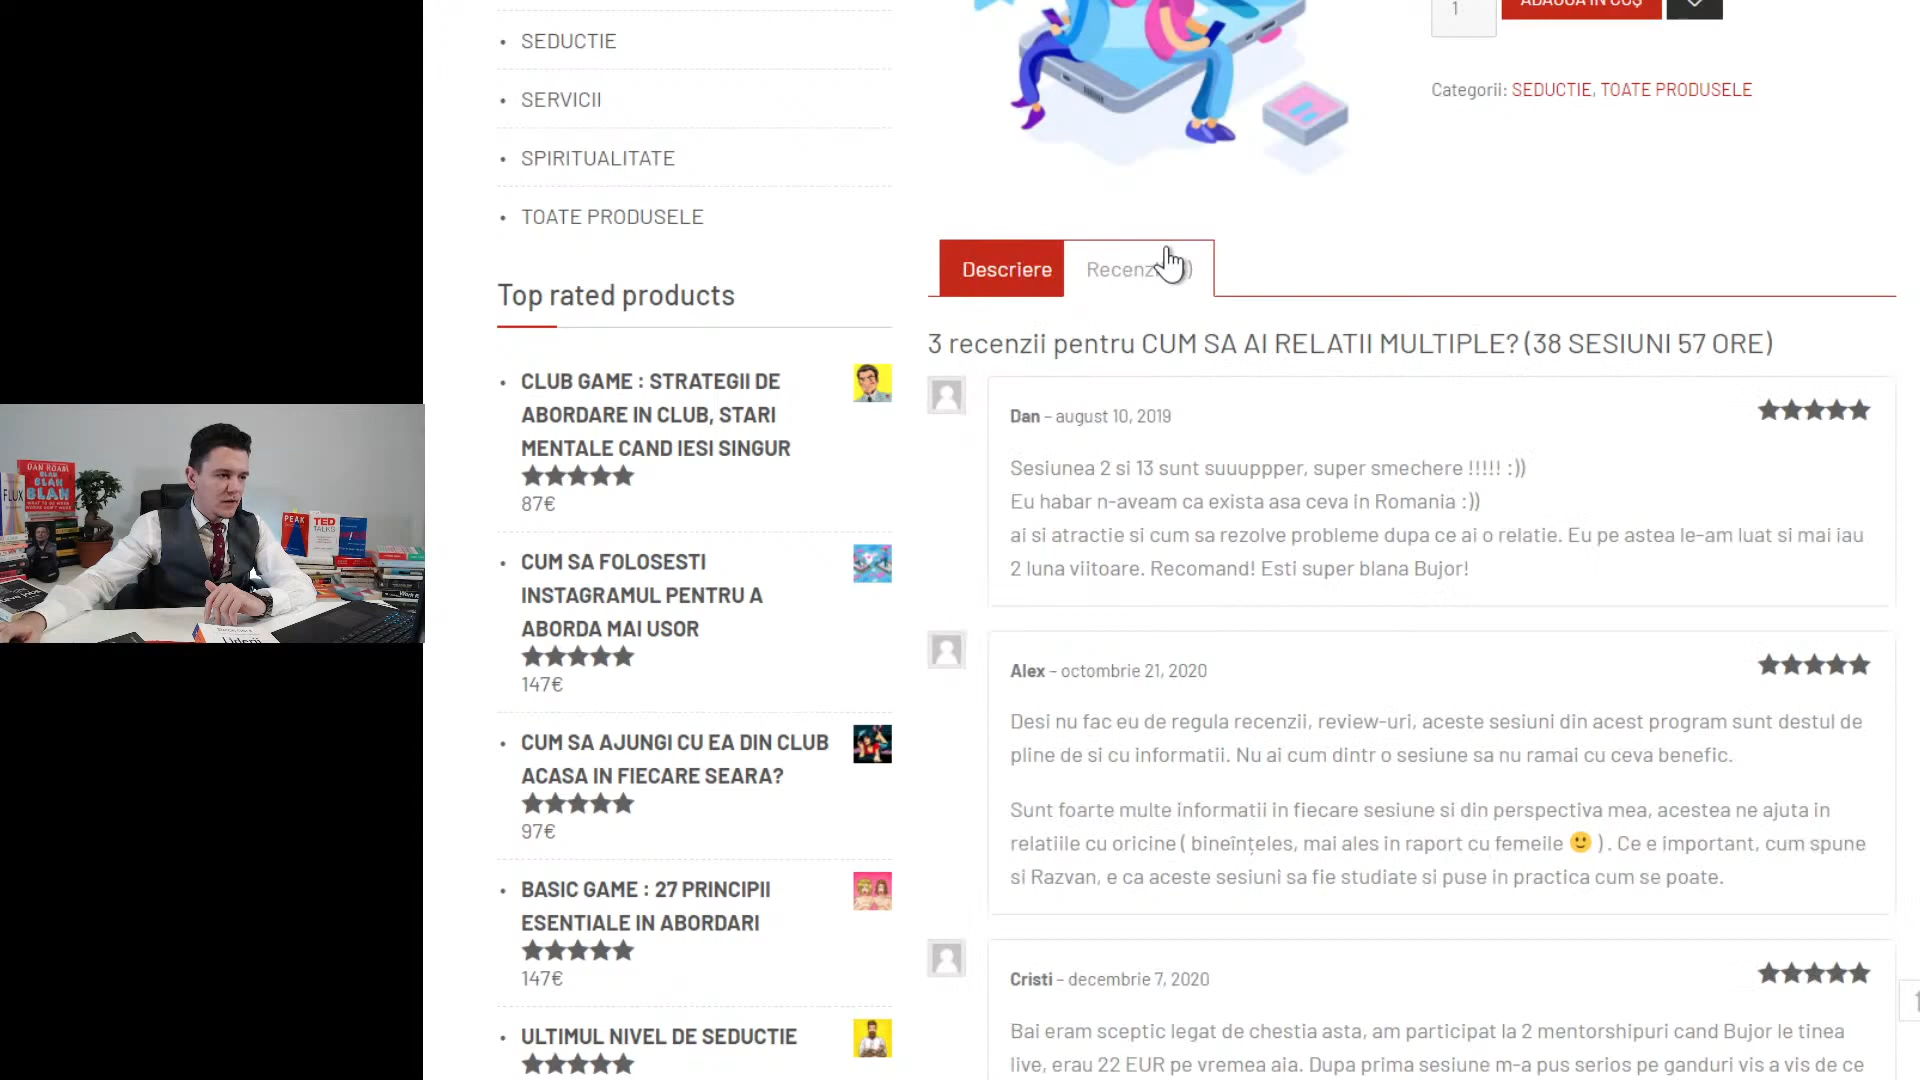 SEDUCTIE
SERVICII
SPIRITUALITATE
TOATE PRODUSELE
Top rated products
CLUB GAME : STRATEGII DE
ABORDARE IN CLUB, STARI
MENTALE CAND IESI SINGUR
87€
CUM SA FOLOSESTI
INSTAGRAMUL PENTRU A
ABORDA MAI USOR
147€
CUM SA AJUNGI CU EA DIN CLUB
ACASA IN FIECARE SEARA?
97€
BASIC GAME : 27 PRINCIPII
ESENTIALE IN ABORDARI
147€
ULTIMUL NIVEL DE SEDUCTIE
1
ADAUGĂ ÎN COȘ
Categorii: SEDUCTIE, TOATE PRODUSELE
Descriere
3 recenzii pentru CUM SA AI RELATII MULTIPLE? (38 SESIUNI 57 ORE)
Dan – august 10, 2019
Sesiunea 2 si 13 sunt suuuppper, super smechere !!!!! :))
Eu habar n-aveam ca exista asa ceva in Romania :))
ai si atractie si cum sa rezolve probleme dupa ce ai o relatie. Eu pe astea le-am luat si mai iau
2 luna viitoare. Recomand! Esti super blana Bujor!
Alex – octombrie 21, 2020
Desi nu fac eu de regula recenzii, review-uri, aceste sesiuni din acest program sunt destul de
pline de si cu informatii. Nu ai cum dintr o sesiune sa nu ramai cu ceva benefic.
Sunt foarte multe informatii in fiecare sesiune si din perspectiva mea, acestea ne ajuta in
relatiile cu oricine ( bineînțeles, mai ales in raport cu femeile 🙂 ) . Ce e important, cum spune
si Razvan, e ca aceste sesiuni sa fie studiate si puse in practica cum se poate.
Cristi – decembrie 7, 2020
Bai eram sceptic legat de chestia asta, am participat la 2 mentorshipuri cand Bujor le tinea
live, erau 22 EUR pe vremea aia. Dupa prima sesiune m-a pus serios pe ganduri vis a vis de ce
FLUX
DAN ROAM
BLAH
BLAH
BLAH
PEAK
TED
TALKS